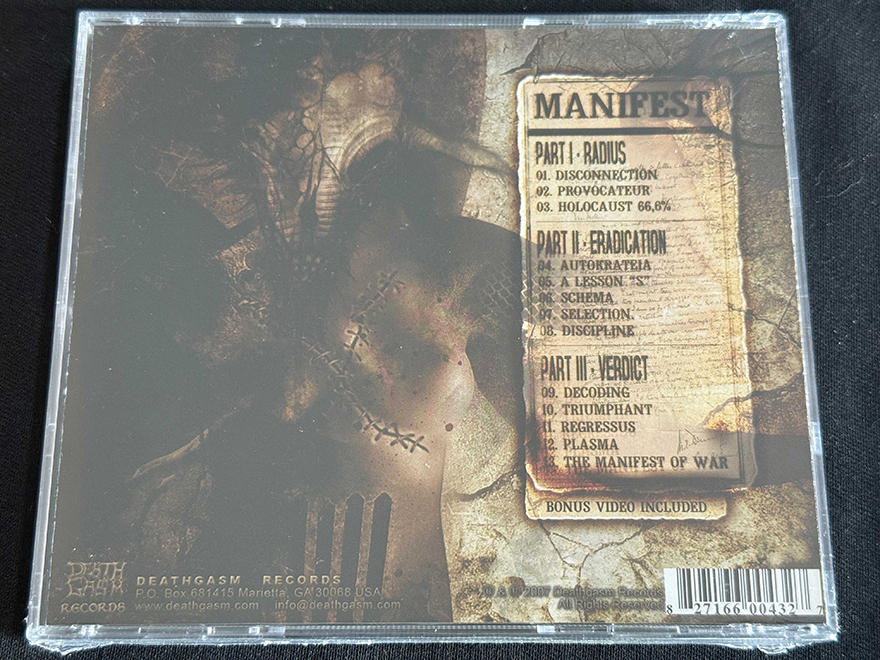 MANIFEST
PART I · RADIUS
01. DISCONNECTION
02. PROVOCATEUR
03. HOLOCAUST 66,6%
PART II · ERADICATION
04. AUTOKRATEIA
05. A LESSON "S"
06. SCHEMA
07. SELECTION.
08. DISCIPLINE
PART III · VERDICT
09. DECODING
10. TRIUMPHANT
11. REGRESSUS
12. PLASMA
13. THE MANIFEST OF WAR
BONUS VIDEO INCLUDED
DEATH
GASM
RECORDS
DEATHGASM RECORDS
P.O. Box 681415 Marietta, GA 30068 USA
www.deathgasm.com info@deathgasm.com
© & ℗ 2007 Deathgasm Records
All Rights Reserved
8 27166 00432 7